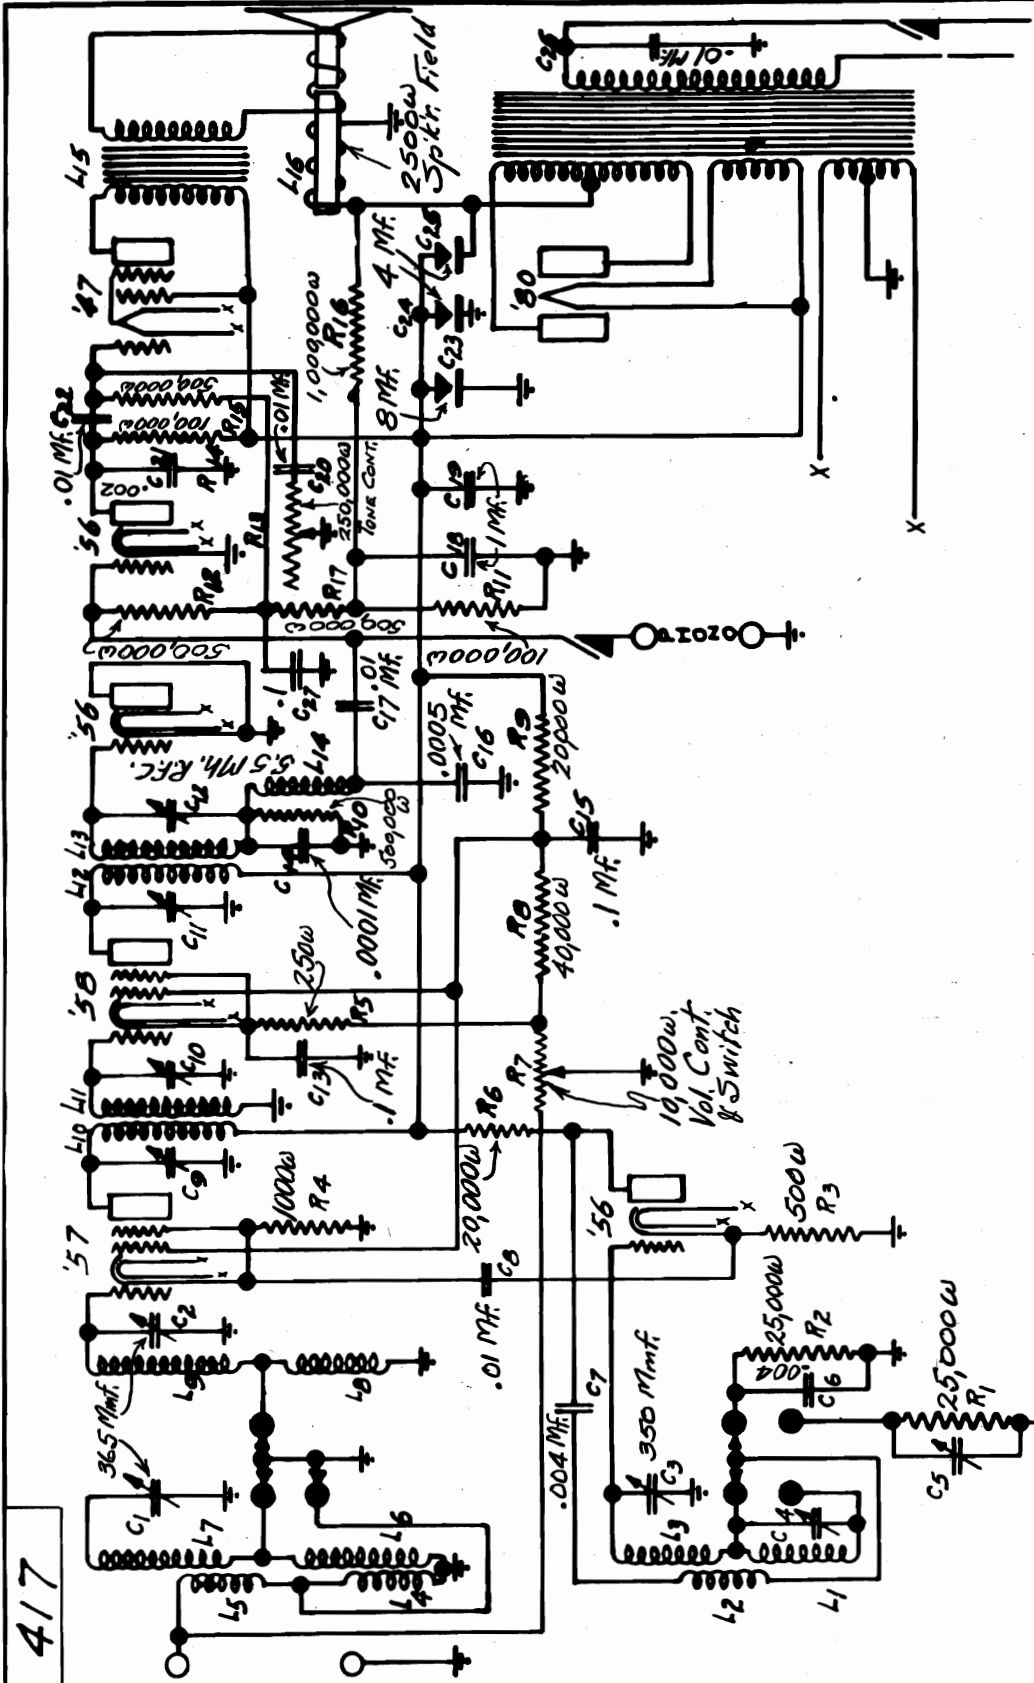 417
C1
365 Mmf.
C2
L7
L9
L8
L5
L6
L4
'57
1000w
R4
C9
L10
L11
C10
'58
250w
R5
C13
.1 Mf.
C11
L12
L13
C12
.0001 Mf.
500,000
w
5.5 Mh. R.F.C.
L14
'56
.0005
Mf.
C16
C17
.01
Mf.
.1
C27
500,000w
R12
'56
.002
C21
R14
.01 Mf.
C22
100,000w
500,000w
R15
R13
.01 Mf.
C20
250,000w
TONE CONT.
R17
500,000w
'47
L15
L16
2500w
Spkr. Field
1,000,000w
R16
4 Mf.
C25
C24
8 Mf.
C23
C19
C18
.1 Mf.
R11
100,000w
PHONO
'80
.01 Mf.
R9
20,000w
C15
.1 Mf.
R8
40,000w
R7
10,000w.
Vol. Cont.
& Switch
R6
20,000w
C8
.01 Mf.
C7
.004 Mf.
'56
500w
R3
350 Mmf.
C3
L3
C4
L2
L1
25,000w
R2
.004
C6
25,000w
R1
C5
x
x
x
x
x
x
x
x
x
x
x
x
X
X